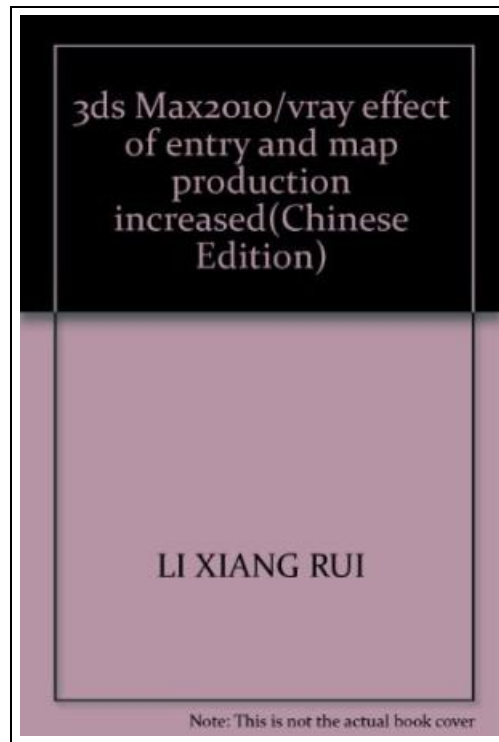 3ds Max2010/vray effect
of entry and map
production
increased(Chinese
Edition)
LI XIANG RUI
Note: This is not the actual book cover